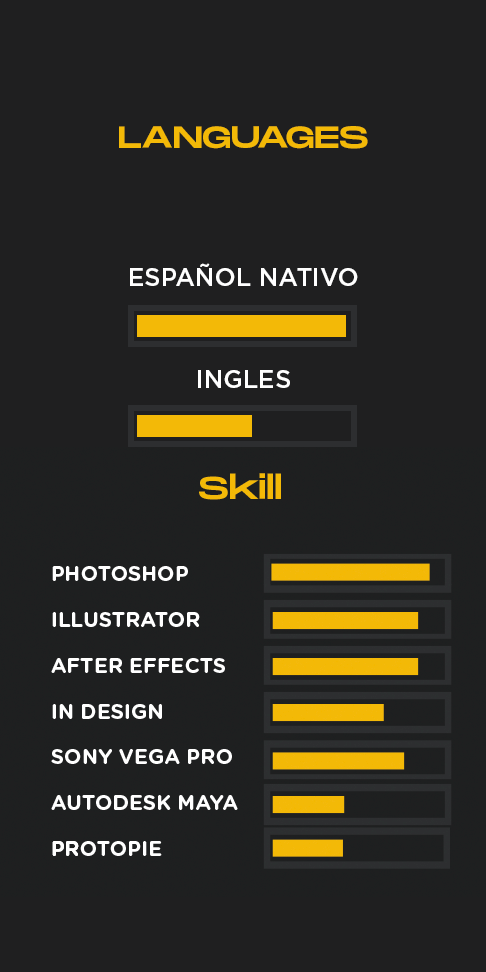 LANGUAGES
ESPAÑOL NATIVO
INGLES
Skill
PHOTOSHOP
ILLUSTRATOR
AFTER EFFECTS
IN DESIGN
SONY VEGA PRO
AUTODESK MAYA
PROTOPIE